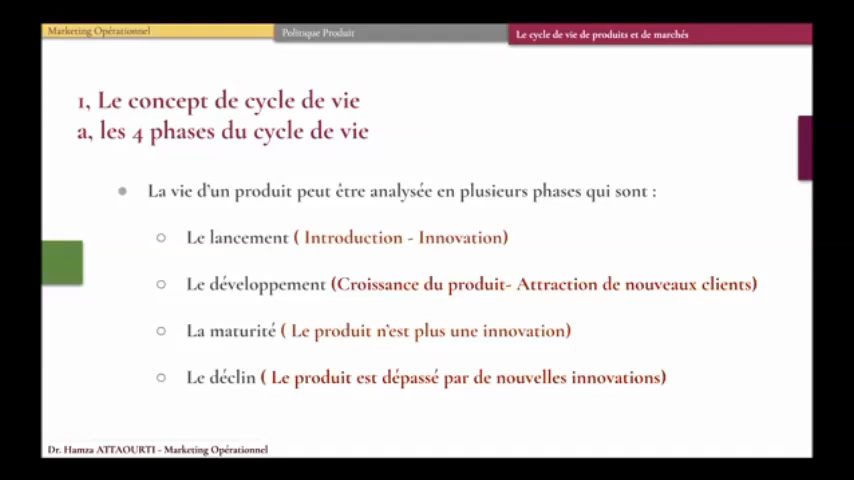 Marketing Opérationnel
Politique Produit
Le cycle de vie de produits et de marchés
1, Le concept de cycle de vie
a, les 4 phases du cycle de vie
La vie d'un produit peut être analysée en plusieurs phases qui sont :
Le lancement ( Introduction - Innovation)
Le développement (Croissance du produit- Attraction de nouveaux clients)
La maturité ( Le produit n'est plus une innovation)
Le déclin ( Le produit est dépassé par de nouvelles innovations)
Dr. Hamza ATTAOURTI - Marketing Opérationnel